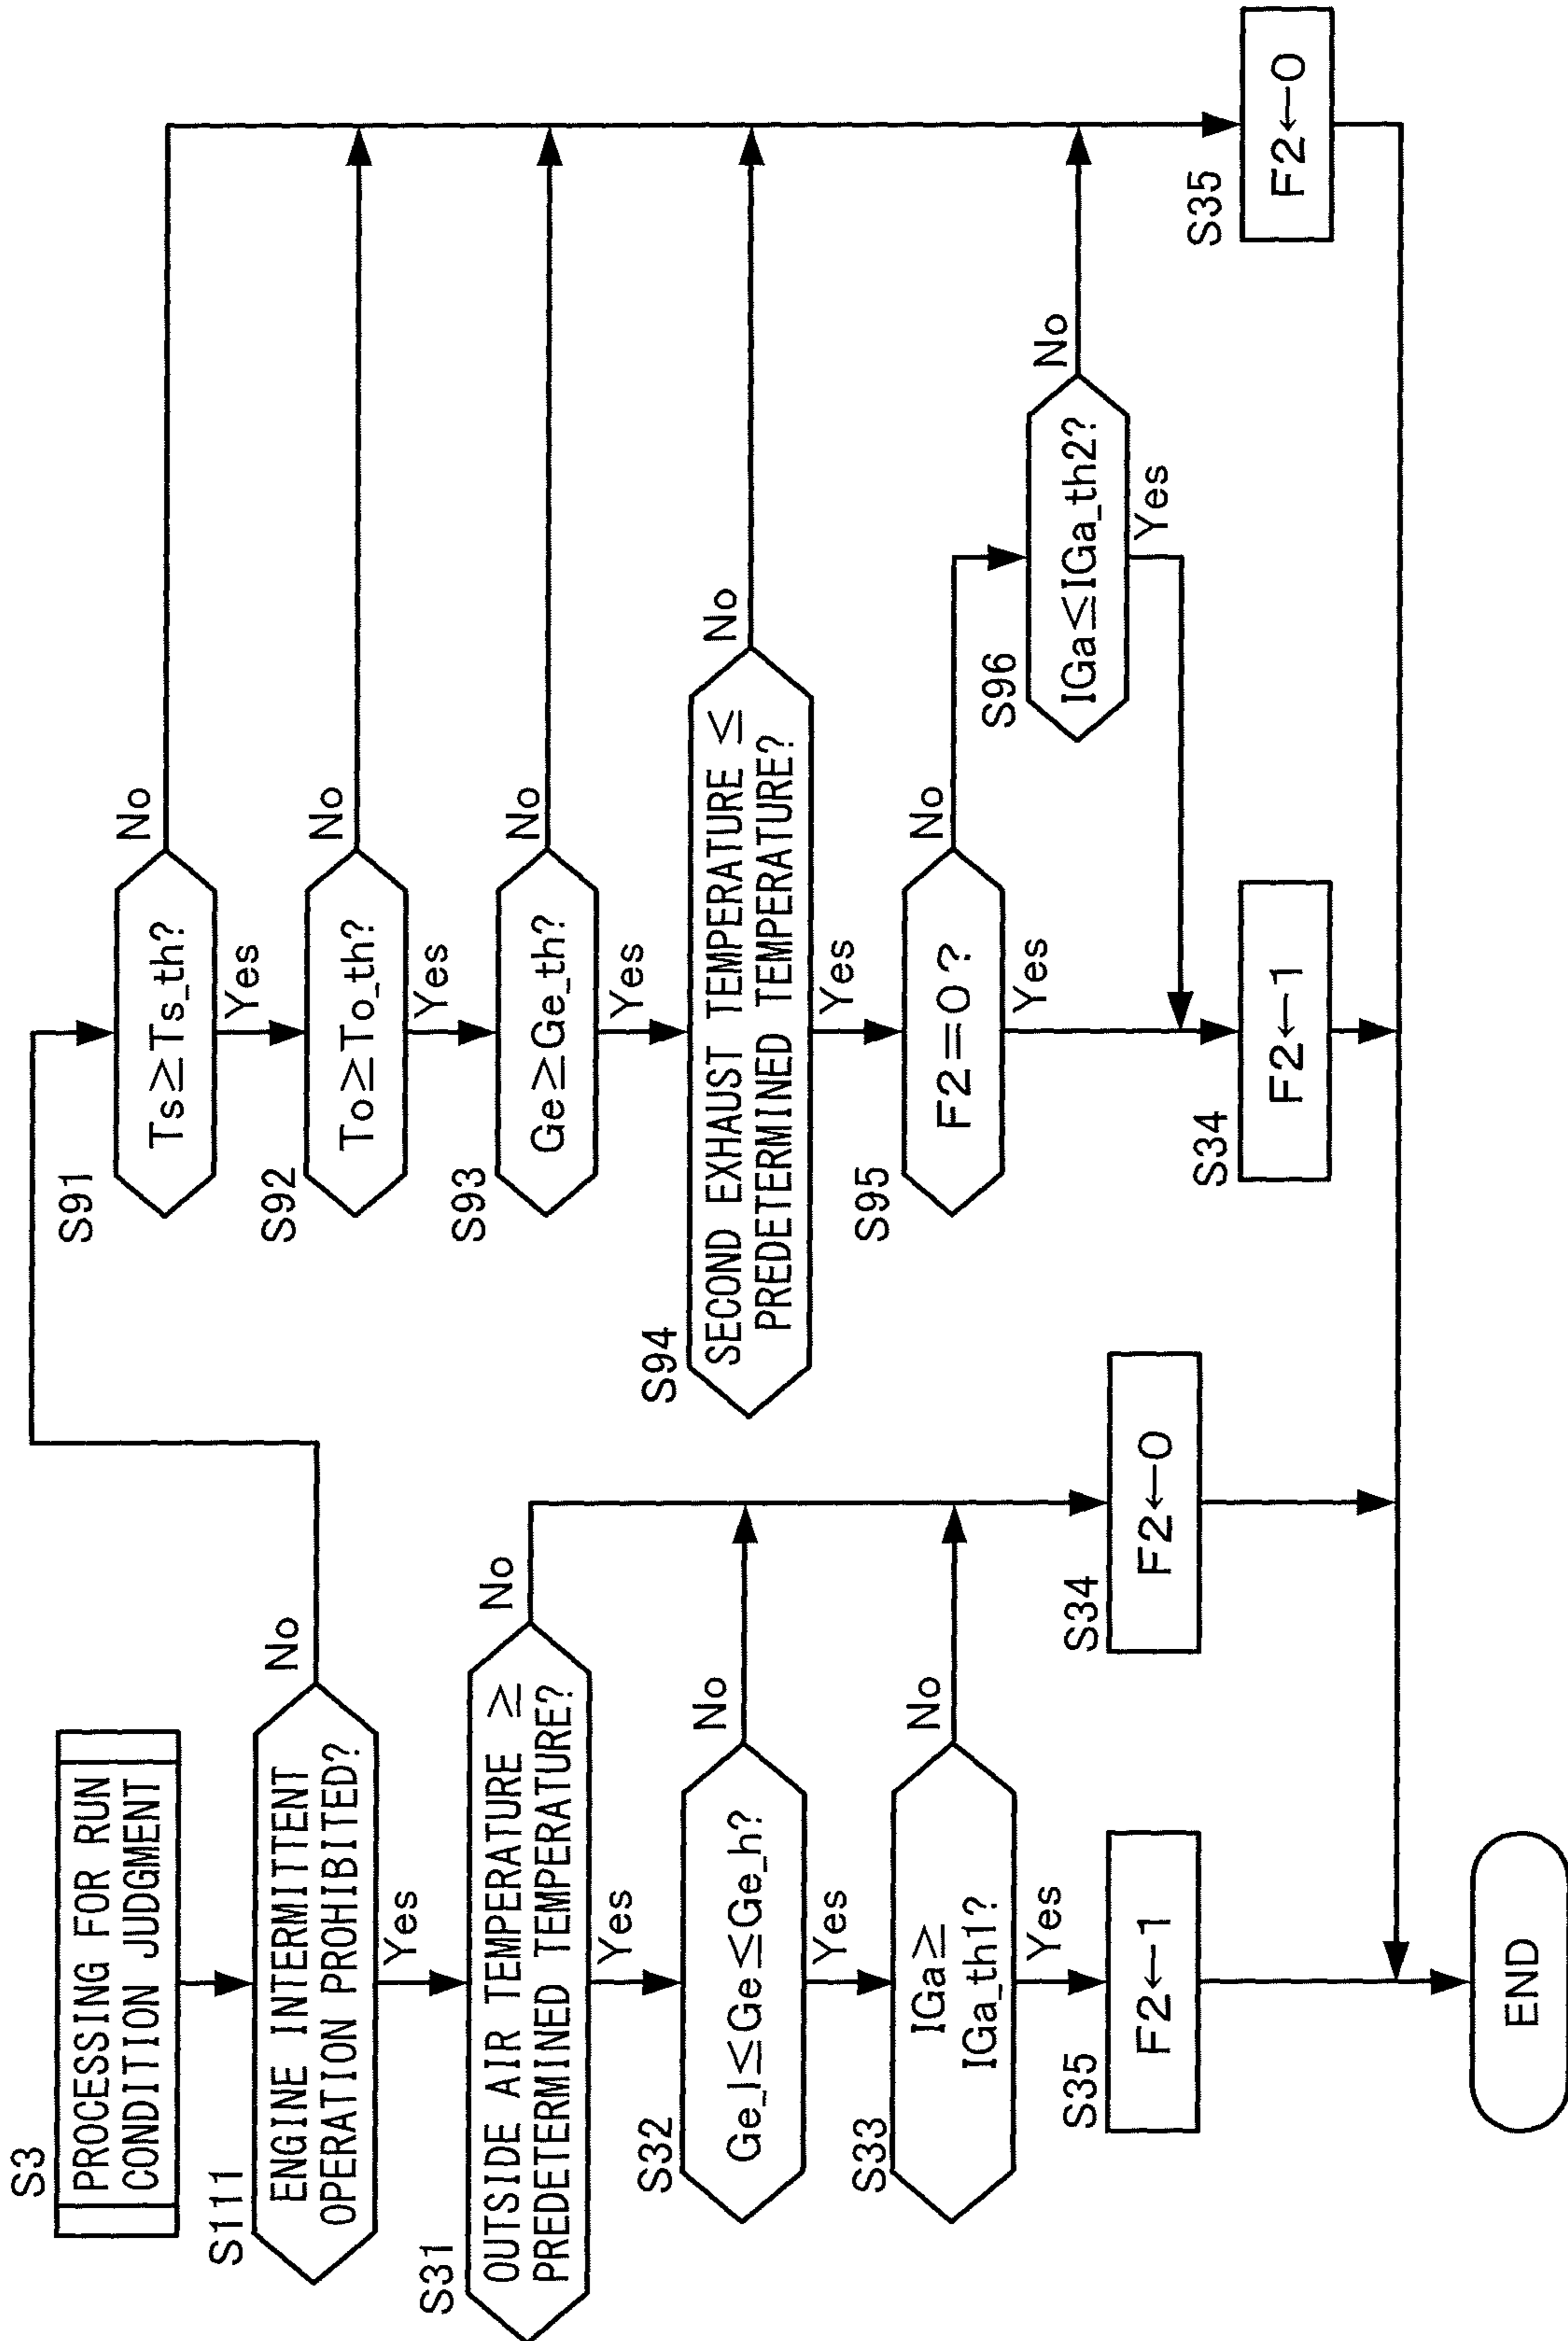 S3
PROCESSING FOR RUN
CONDITION JUDGMENT
S111
ENGINE INTERMITTENT
OPERATION PROHIBITED?
No
Yes
S31
OUTSIDE AIR TEMPERATURE ≥
PREDETERMINED TEMPERATURE?
No
Yes
S32
Ge_l≤Ge≤Ge_h?
No
Yes
S33
IGa≥
IGa_th1?
No
Yes
S35
F2←1
S34
F2←0
S91
Ts≥Ts_th?
No
Yes
S92
To≥To_th?
No
Yes
S93
Ge≥Ge_th?
No
Yes
S94
SECOND EXHAUST TEMPERATURE ≤
PREDETERMINED TEMPERATURE?
No
Yes
S95
F2=0?
No
Yes
S96
IGa≤IGa_th2?
No
Yes
S34
F2←1
S35
F2←0
END